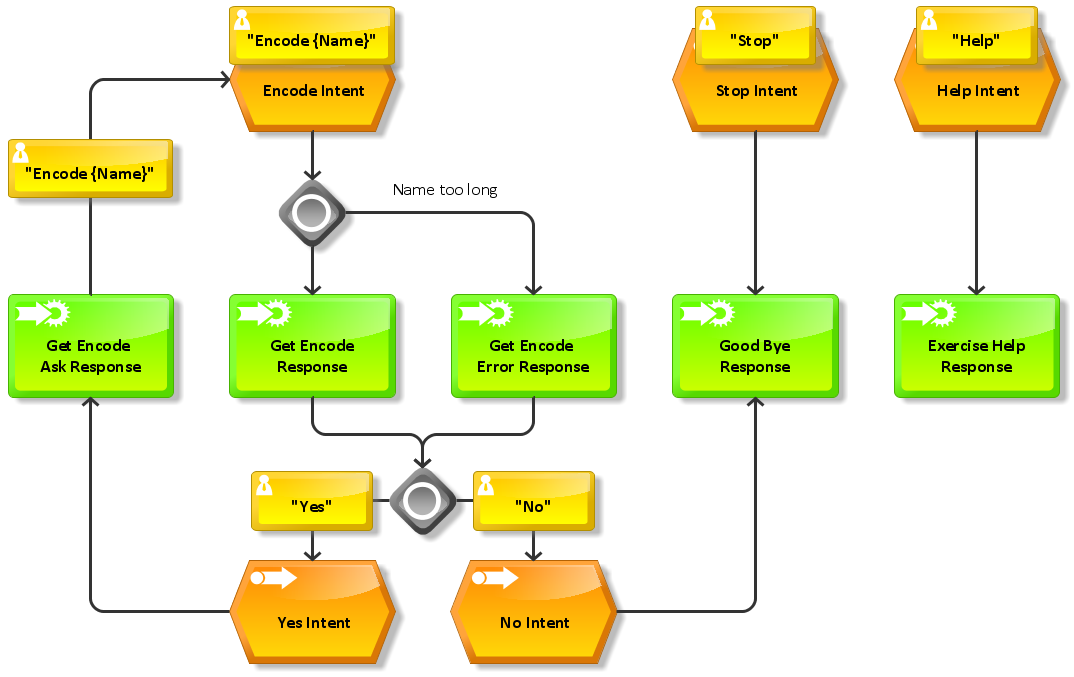 "Encode {Name}"
Encode Intent
"Stop"
Stop Intent
"Help"
Help Intent
"Encode {Name}"
Name too long
Get Encode
Ask Response
Get Encode
Response
Get Encode
Error Response
Good Bye
Response
Exercise Help
Response
"Yes"
"No"
Yes Intent
No Intent